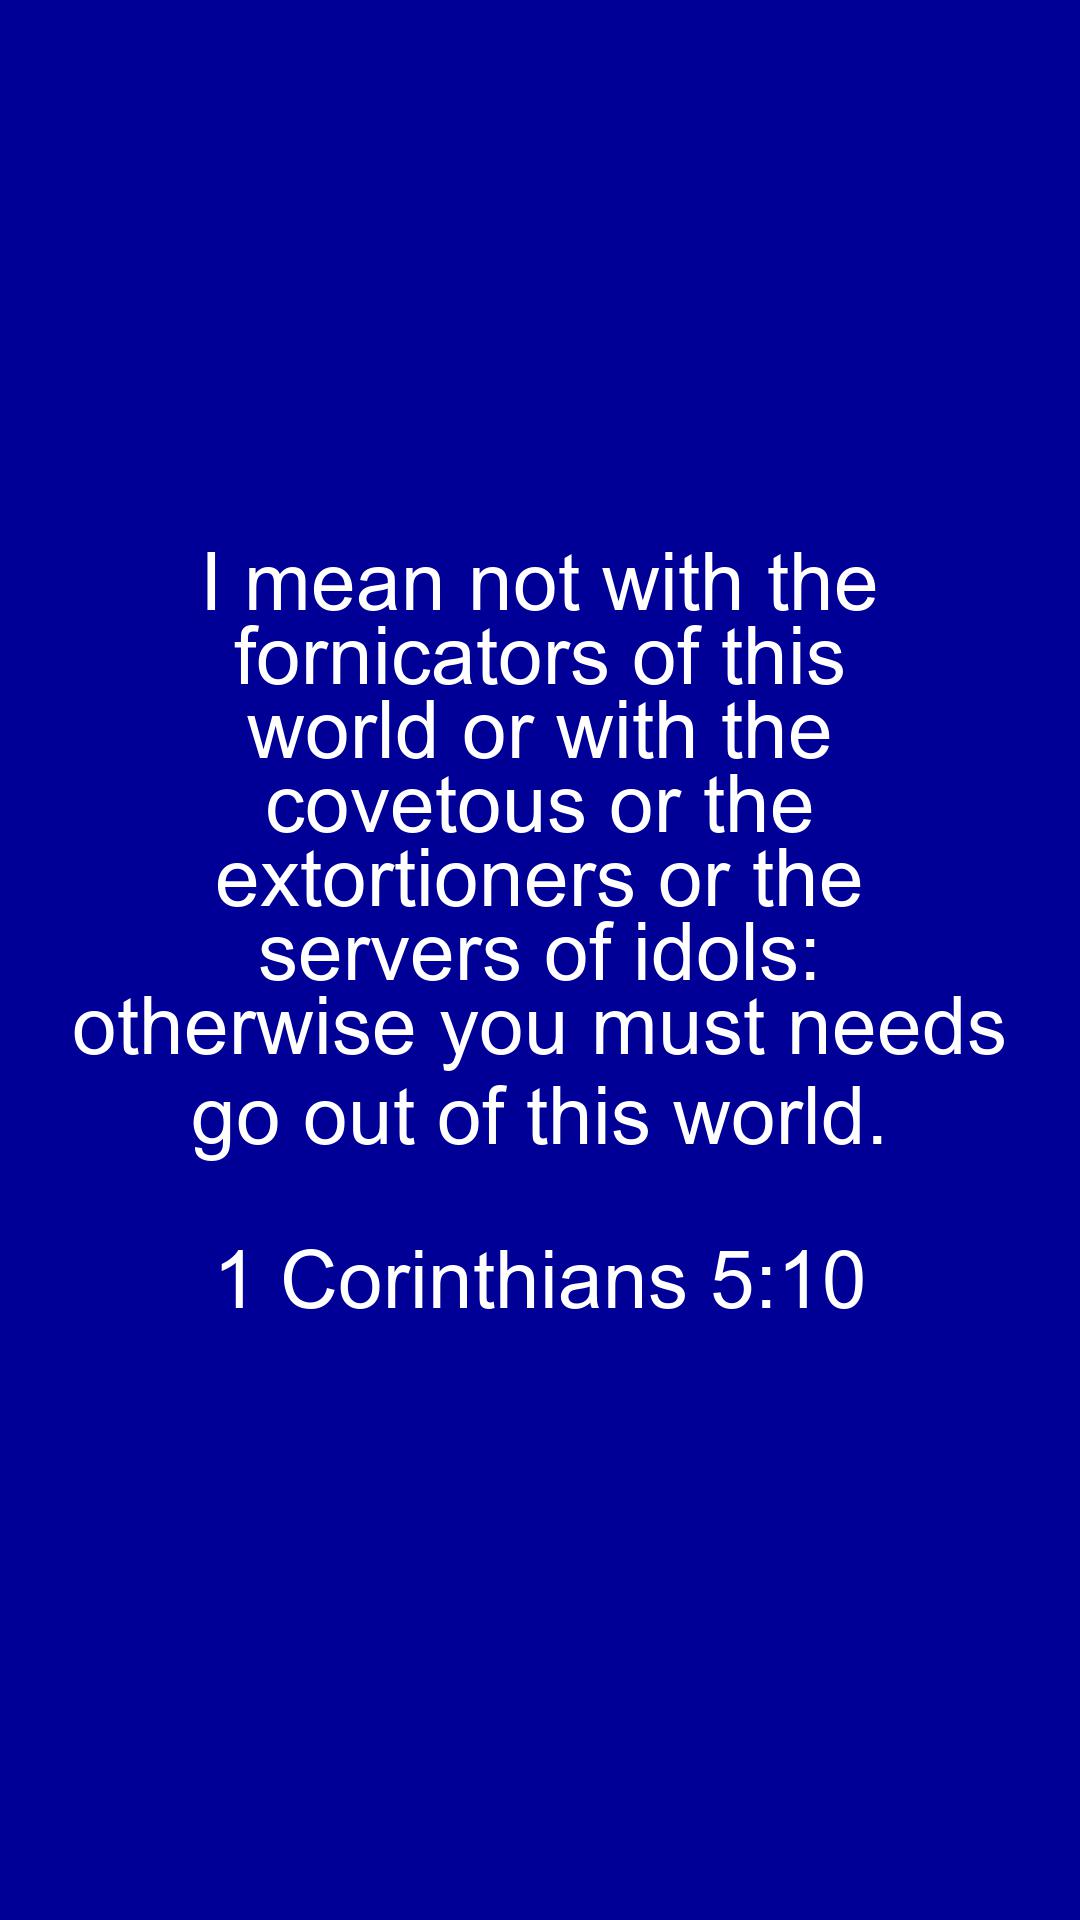 I mean not with the
fornicators of this
world or with the
covetous or the
extortioners or the
servers of idols:
otherwise you must needs
go out of this world.
1 Corinthians 5:10